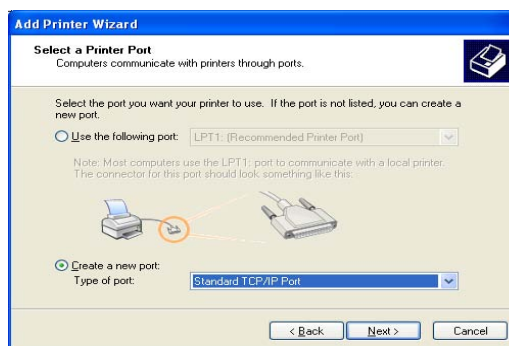 Add Printer Wizard
Select a Printer Port
Computers communicate with printers through ports.
Select the port you want your printer to use. If the port is not listed, you can create a
new port.
Use the following port: LPT1: (Recommended Printer Port)
Note: Most computers use the LPT1: port to communicate with a local printer.
The connector for this port should look something like this:
Create a new port:
Type of port: Standard TCP/IP Port
< Back Next > Cancel